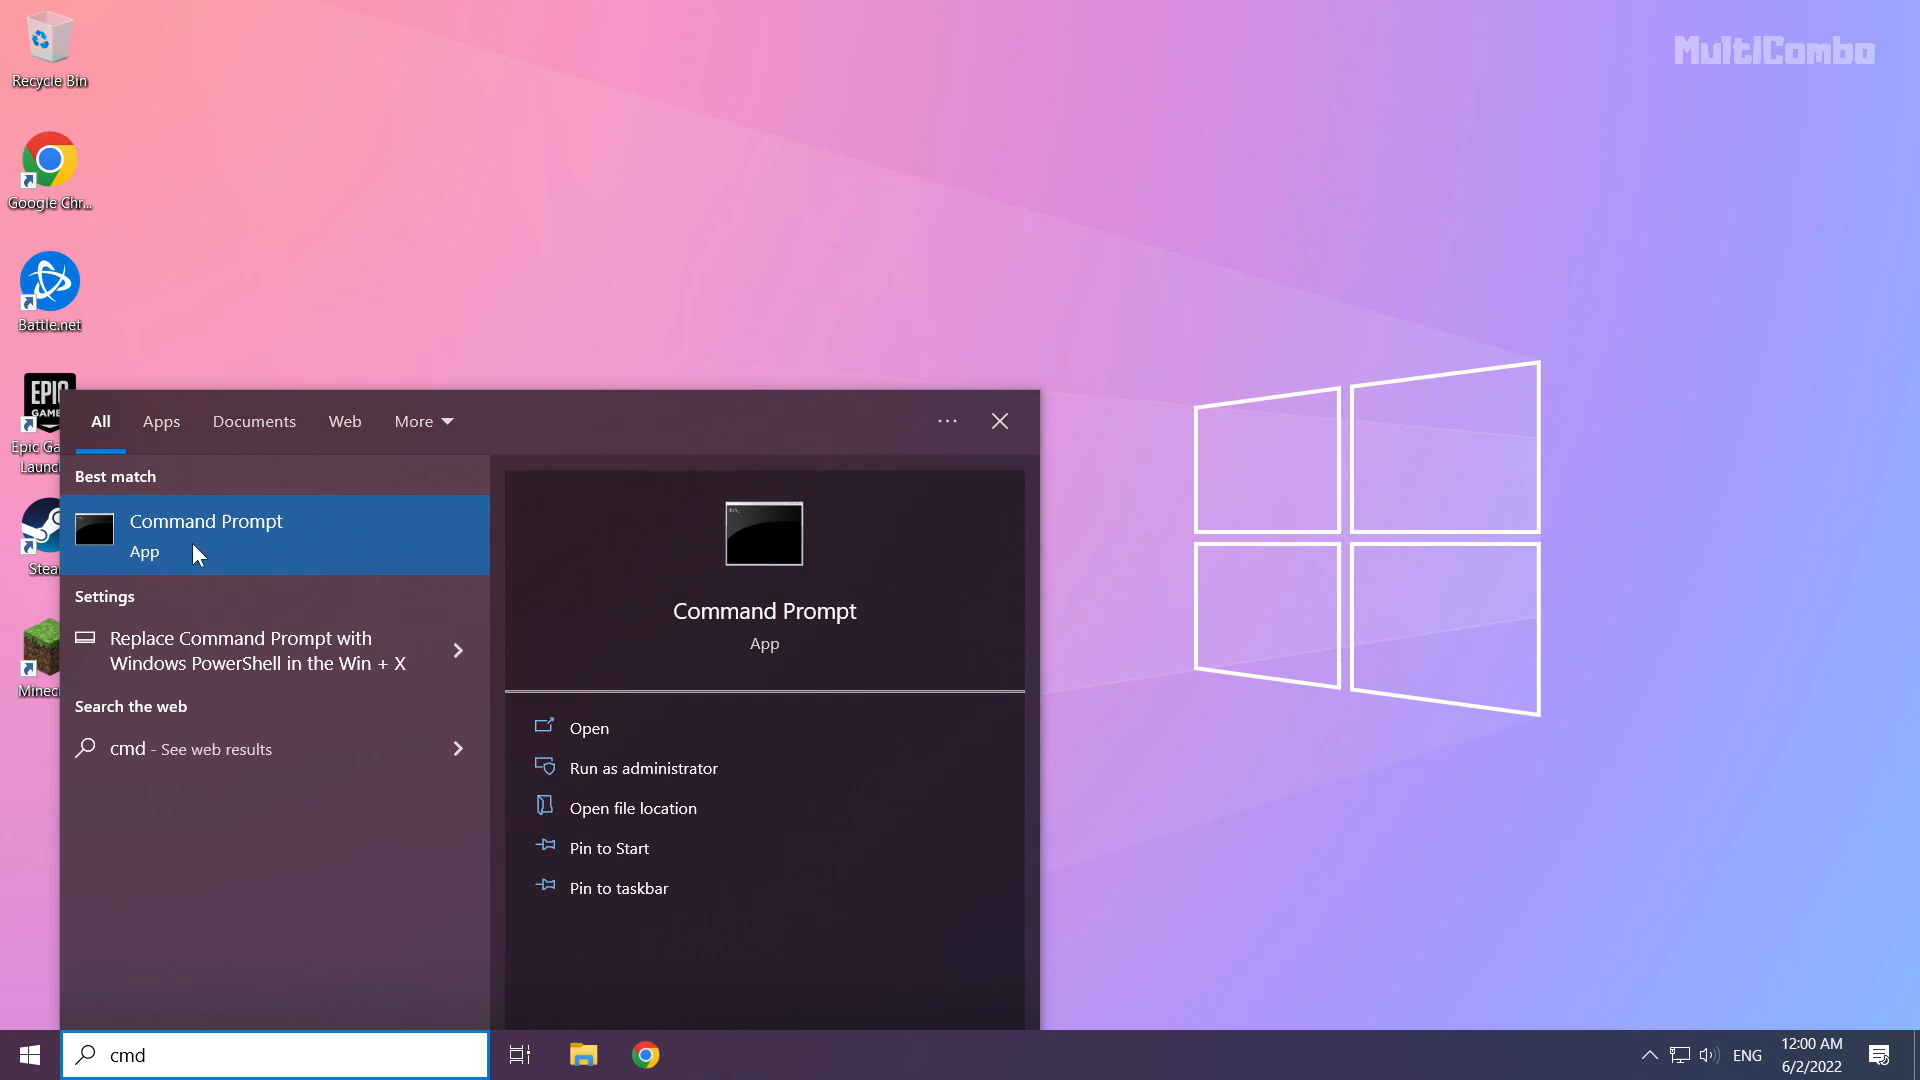 MultiCombo
Recycle Bin
Google Chr...
Battle.net
EPIC
GAME
Epic Ga
Launc
Stea
Minec
All
Apps
Documents
Web
More
Best match
Command Prompt
App
Settings
Replace Command Prompt with
Windows PowerShell in the Win + X
Search the web
cmd - See web results
Command Prompt
App
Open
Run as administrator
Open file location
Pin to Start
Pin to taskbar
cmd
ENG
12:00 AM
6/2/2022